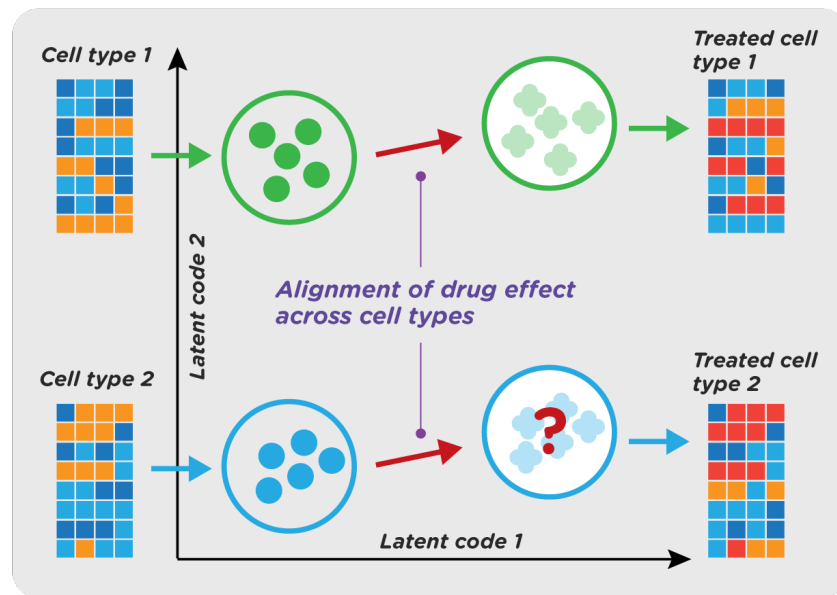 Cell type 1
Treated cell
type 1
Latent code 2
Alignment of drug effect
across cell types
Cell type 2
Treated cell
type 2
?
Latent code 1